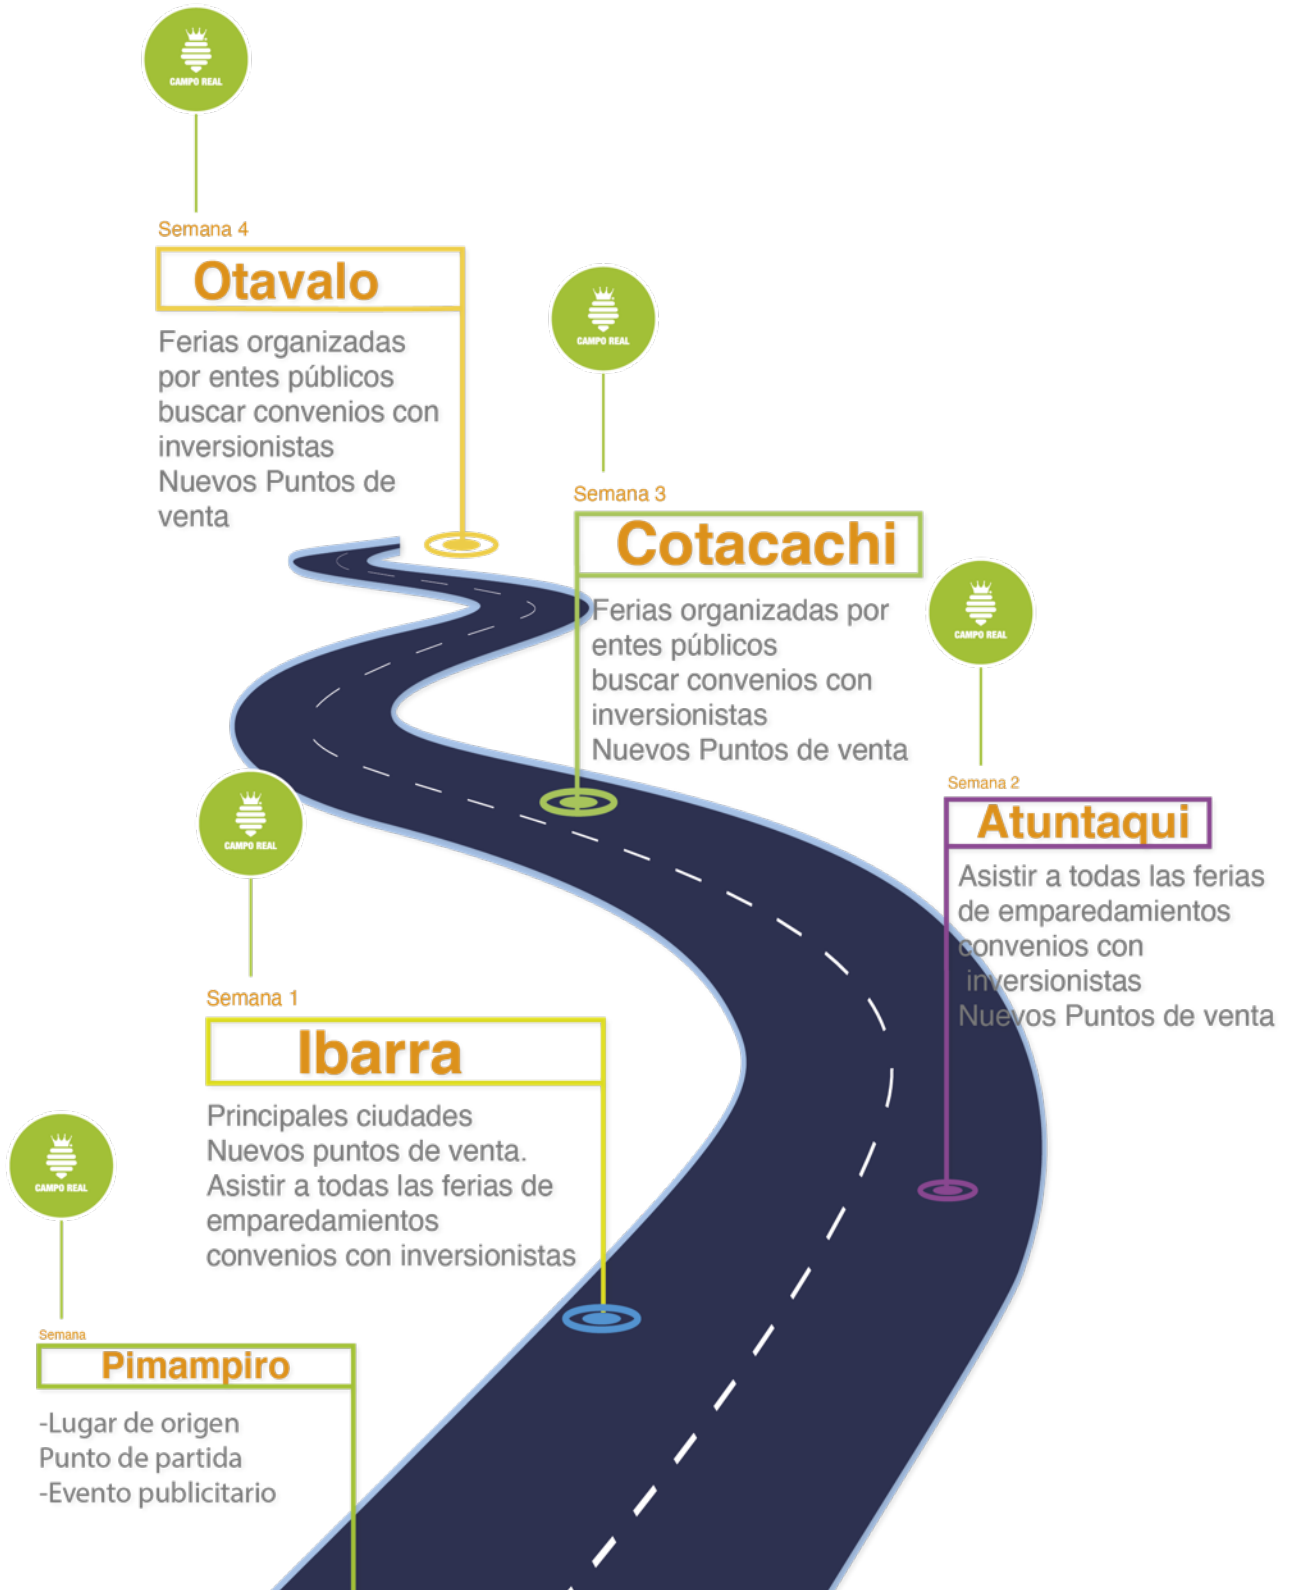 CAMPO REAL
Semana 4
Otavalo
Ferias organizadas
por entes públicos
buscar convenios con
inversionistas
Nuevos Puntos de
venta
CAMPO REAL
Semana 3
Cotacachi
Ferias organizadas por
entes públicos
buscar convenios con
inversionistas
Nuevos Puntos de venta
CAMPO REAL
Semana 2
Atuntaqui
Asistir a todas las ferias
de emparedamientos
convenios con
inversionistas
Nuevos Puntos de venta
CAMPO REAL
Semana 1
Ibarra
Principales ciudades
Nuevos puntos de venta.
Asistir a todas las ferias de
emparedamientos
convenios con inversionistas
CAMPO REAL
Semana
Pimampiro
-Lugar de origen
Punto de partida
-Evento publicitario